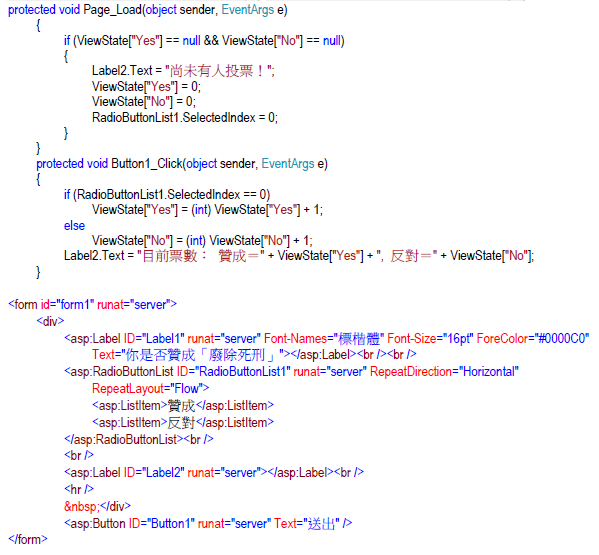 protected void Page_Load(object sender, EventArgs e)
{
if (ViewState["Yes"] == null && ViewState["No"] == null)
{
Label2.Text = "尚未有人投票！";
ViewState["Yes"] = 0;
ViewState["No"] = 0;
RadioButtonList1.SelectedIndex = 0;
}
}
protected void Button1_Click(object sender, EventArgs e)
{
if (RadioButtonList1.SelectedIndex == 0)
ViewState["Yes"] = (int) ViewState["Yes"] + 1;
else
ViewState["No"] = (int) ViewState["No"] + 1;
Label2.Text = "目前票數： 贊成＝" + ViewState["Yes"] + ", 反對＝" + ViewState["No"];
}
<form id="form1" runat="server">
<div>
<asp:Label ID="Label1" runat="server" Font-Names="標楷體" Font-Size="16pt" ForeColor="#0000C0"
Text="你是否贊成「廢除死刑」"></asp:Label><br /><br />
<asp:RadioButtonList ID="RadioButtonList1" runat="server" RepeatDirection="Horizontal"
RepeatLayout="Flow">
<asp:ListItem>贊成</asp:ListItem>
<asp:ListItem>反對</asp:ListItem>
</asp:RadioButtonList><br />
<br />
<asp:Label ID="Label2" runat="server"></asp:Label><br />
<hr />
&nbsp;</div>
<asp:Button ID="Button1" runat="server" Text="送出" />
</form>